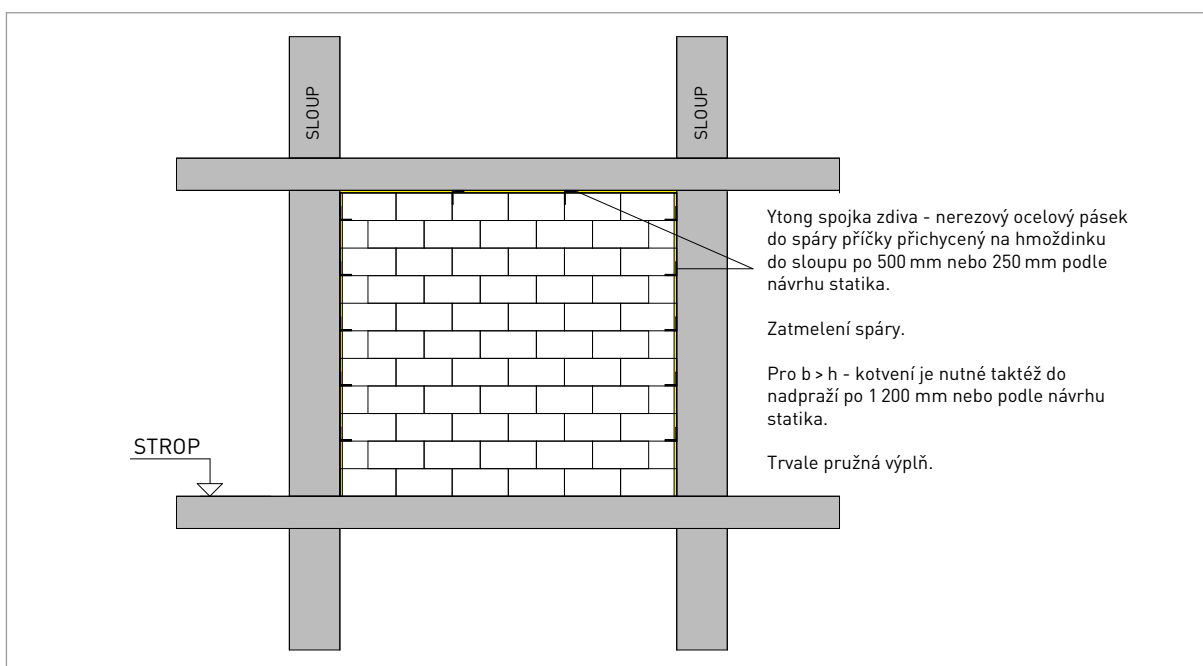 SLOUP
SLOUP
Ytong spojka zdiva - nerezový ocelový pásek
do spáry příčky přichycený na hmoždinku
do sloupu po 500 mm nebo 250 mm podle
návrhu statika.
Zatmelení spáry.
Pro b > h - kotvení je nutné taktéž do
nadpraží po 1 200 mm nebo podle návrhu
statika.
Trvale pružná výplň.
STROP